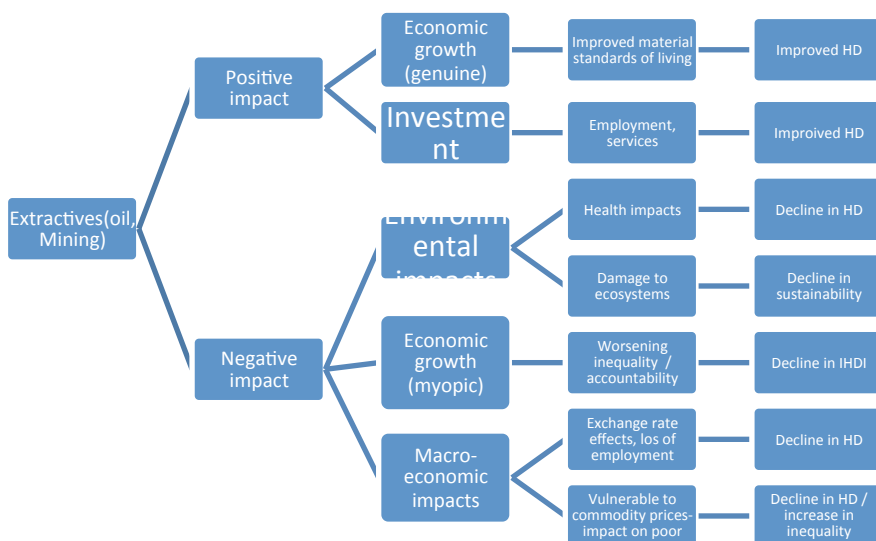 Extractives(oil,
Mining)
Positive
impact
Negative
impact
Economic
growth
(genuine)
Investme
nt
Environm
ental
impacts
Economic
growth
(myopic)
Macro-
economic
impacts
Improved material
standards of living
Employment,
services
Health impacts
Damage to
ecosystems
Worsening
inequality /
accountability
Exchange rate
effects, los of
employment
Vulnerable to
commodity prices-
impact on poor
Improved HD
Improived HD
Decline in HD
Decline in
sustainability
Decline in IHDI
Decline in HD
Decline in HD /
increase in
inequality